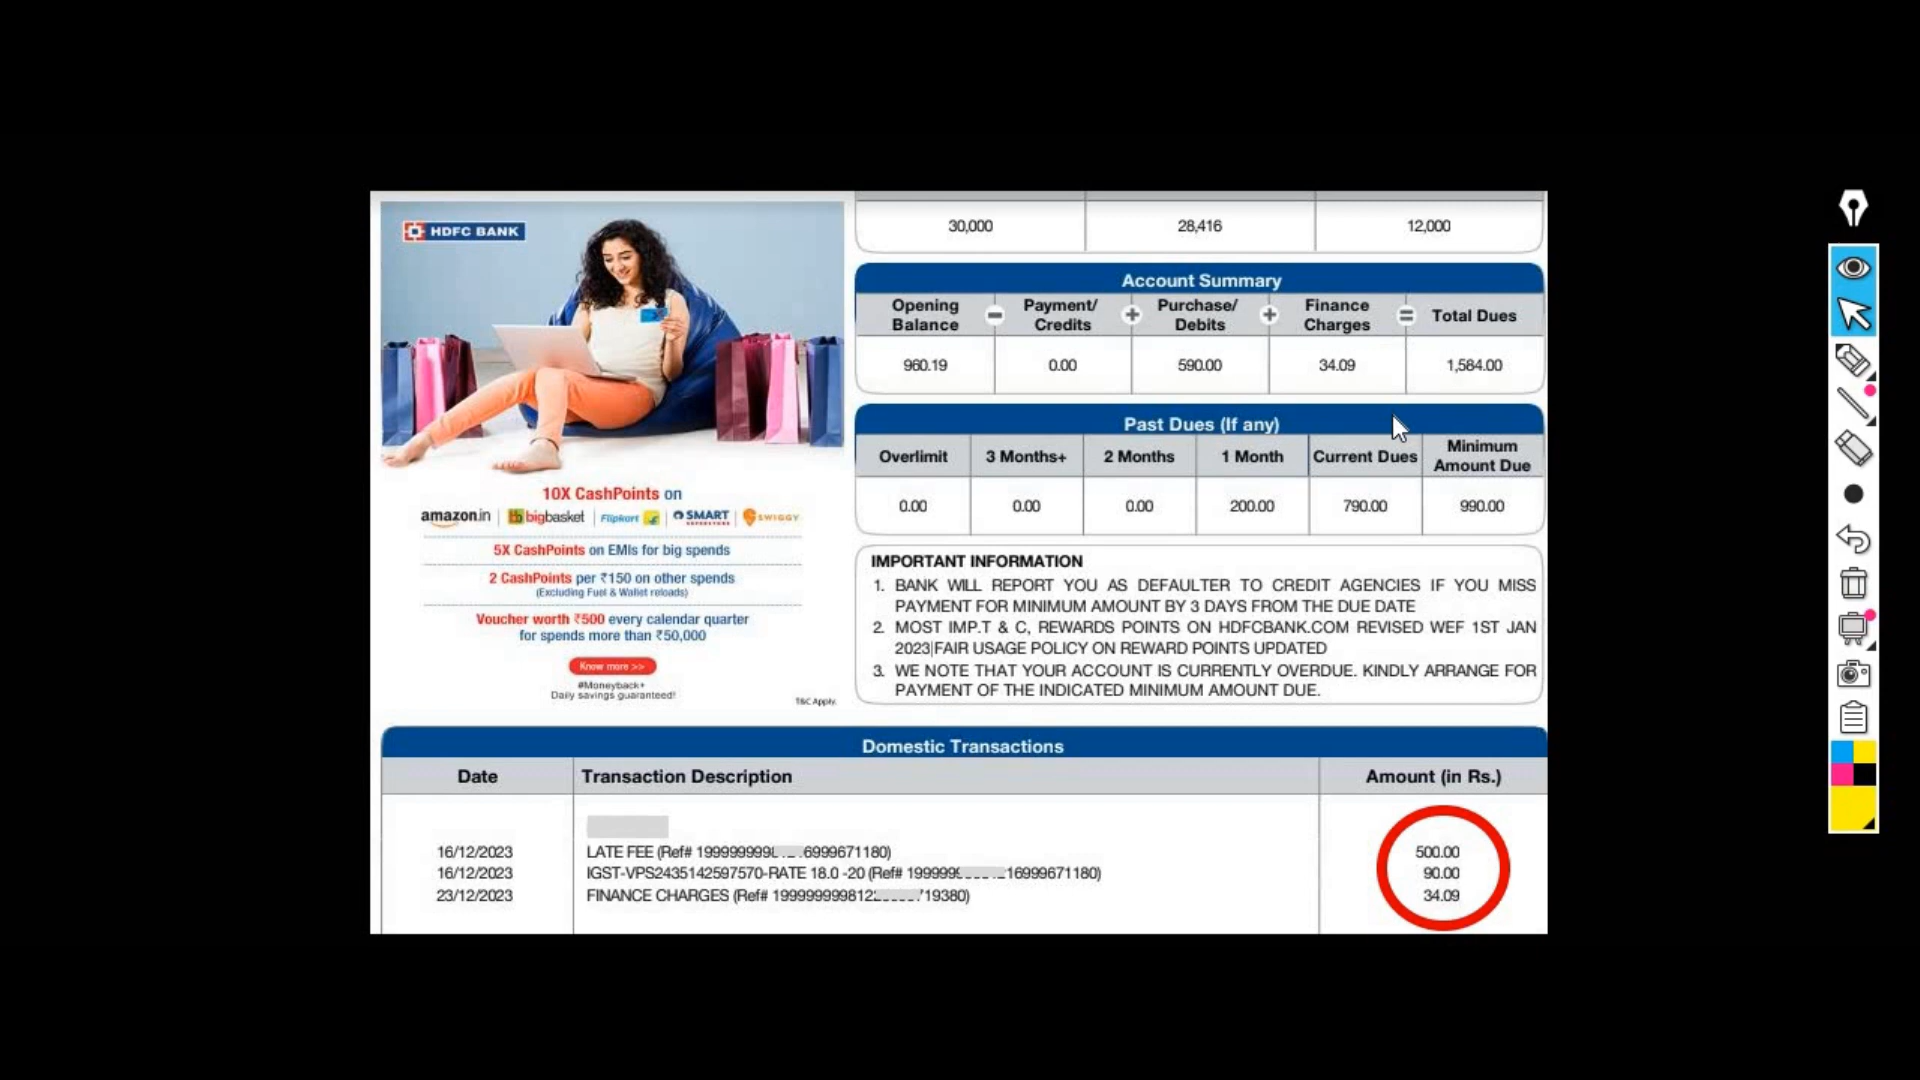 HDFC BANK
10X CashPoints on
amazon.in bigbasket Flipkart SMART SWIGGY
5X CashPoints on EMIs for big spends
2 CashPoints per ₹150 on other spends
(Excluding Fuel & Wallet reloads)
Voucher worth ₹500 every calendar quarter
for spends more than ₹50,000
Know more >>
#Moneyback+
Daily savings guaranteed!
T&C Apply.
30,000 28,416 12,000
Account Summary
Opening Balance - Payment/ Credits + Purchase/ Debits + Finance Charges = Total Dues
960.19 0.00 590.00 34.09 1,584.00
Past Dues (If any)
Overlimit 3 Months+ 2 Months 1 Month Current Dues Minimum Amount Due
0.00 0.00 0.00 200.00 790.00 990.00
IMPORTANT INFORMATION
1. BANK WILL REPORT YOU AS DEFAULTER TO CREDIT AGENCIES IF YOU MISS
PAYMENT FOR MINIMUM AMOUNT BY 3 DAYS FROM THE DUE DATE
2. MOST IMP.T & C, REWARDS POINTS ON HDFCBANK.COM REVISED WEF 1ST JAN
2023|FAIR USAGE POLICY ON REWARD POINTS UPDATED
3. WE NOTE THAT YOUR ACCOUNT IS CURRENTLY OVERDUE. KINDLY ARRANGE FOR
PAYMENT OF THE INDICATED MINIMUM AMOUNT DUE.
Domestic Transactions
Date Transaction Description Amount (in Rs.)
16/12/2023 LATE FEE (Ref# 6999671180) 500.00
16/12/2023 IGST-VPS2435142597570-RATE 18.0 -20 (Ref# 16999671180) 90.00
23/12/2023 FINANCE CHARGES (Ref# 719380) 34.09